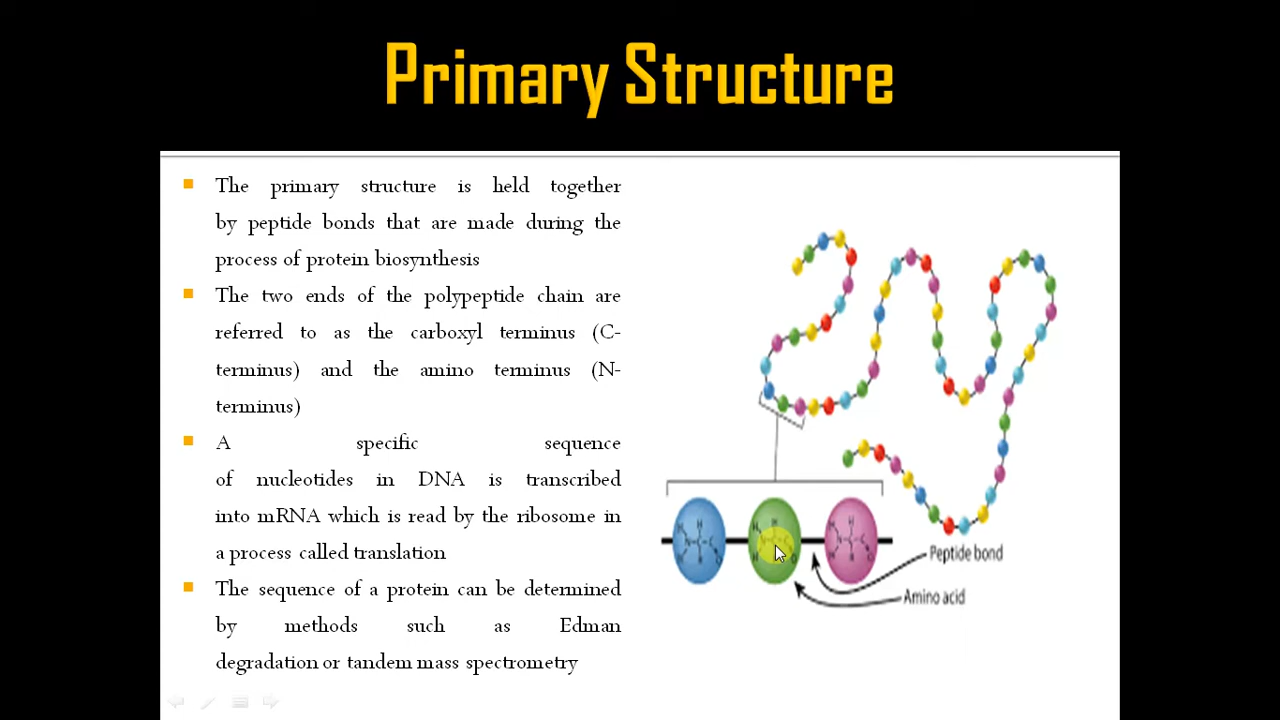 Primary Structure
The primary structure is held together
by peptide bonds that are made during the
process of protein biosynthesis
The two ends of the polypeptide chain are
referred to as the carboxyl terminus (C-
terminus) and the amino terminus (N-
terminus)
A specific sequence
of nucleotides in DNA is transcribed
into mRNA which is read by the ribosome in
a process called translation
The sequence of a protein can be determined
by methods such as Edman
degradation or tandem mass spectrometry
Peptide bond
Amino acid